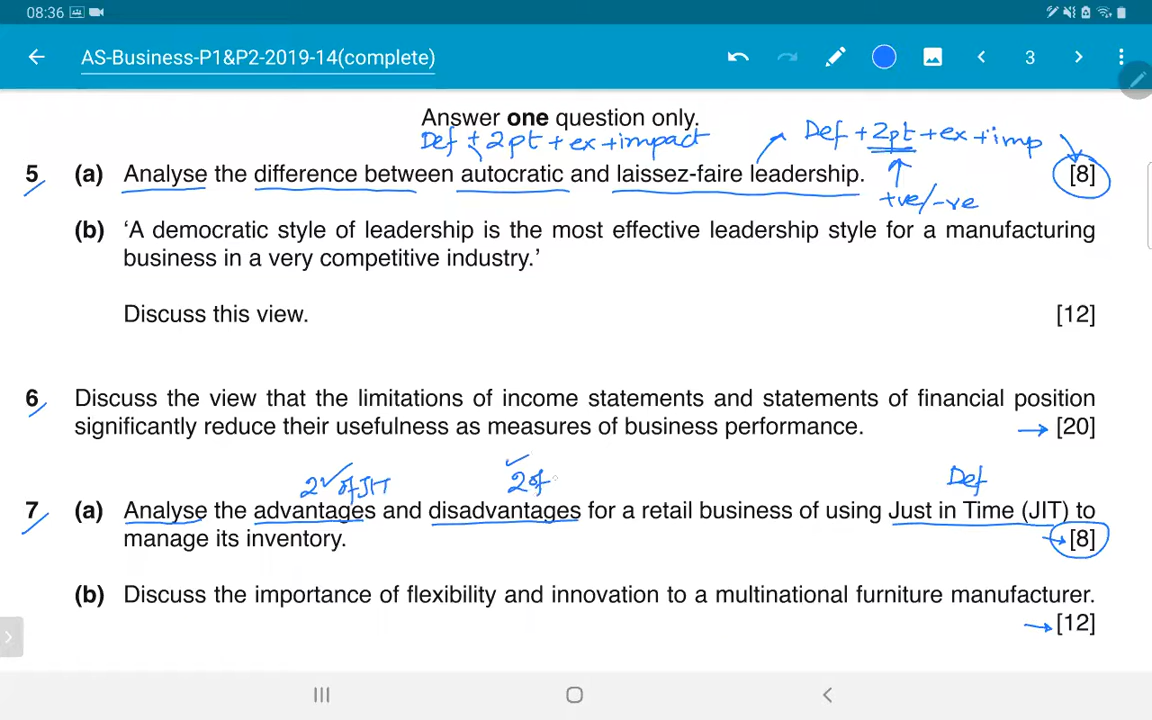 08:36
AS-Business-P1&P2-2019-14(complete)
3
Answer one question only.
Def + 2pt + ex + impact
Def + 2pt + ex + imp
5 (a) Analyse the difference between autocratic and laissez-faire leadership. [8]
+ve/-ve
(b) ‘A democratic style of leadership is the most effective leadership style for a manufacturing
business in a very competitive industry.’
Discuss this view. [12]
6 Discuss the view that the limitations of income statements and statements of financial position
significantly reduce their usefulness as measures of business performance. [20]
2 of JIT
2 of
Def
7 (a) Analyse the advantages and disadvantages for a retail business of using Just in Time (JIT) to
manage its inventory. [8]
(b) Discuss the importance of flexibility and innovation to a multinational furniture manufacturer.
[12]